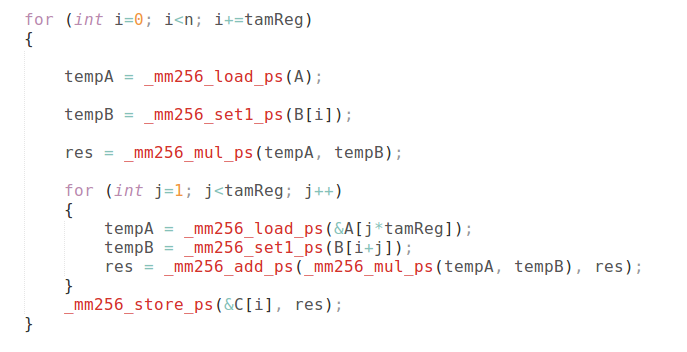 for (int i=0; i<n; i+=tamReg)
{
tempA = _mm256_load_ps(A);
tempB = _mm256_set1_ps(B[i]);
res = _mm256_mul_ps(tempA, tempB);
for (int j=1; j<tamReg; j++)
{
tempA = _mm256_load_ps(&A[j*tamReg]);
tempB = _mm256_set1_ps(B[i+j]);
res = _mm256_add_ps(_mm256_mul_ps(tempA, tempB), res);
}
_mm256_store_ps(&C[i], res);
}